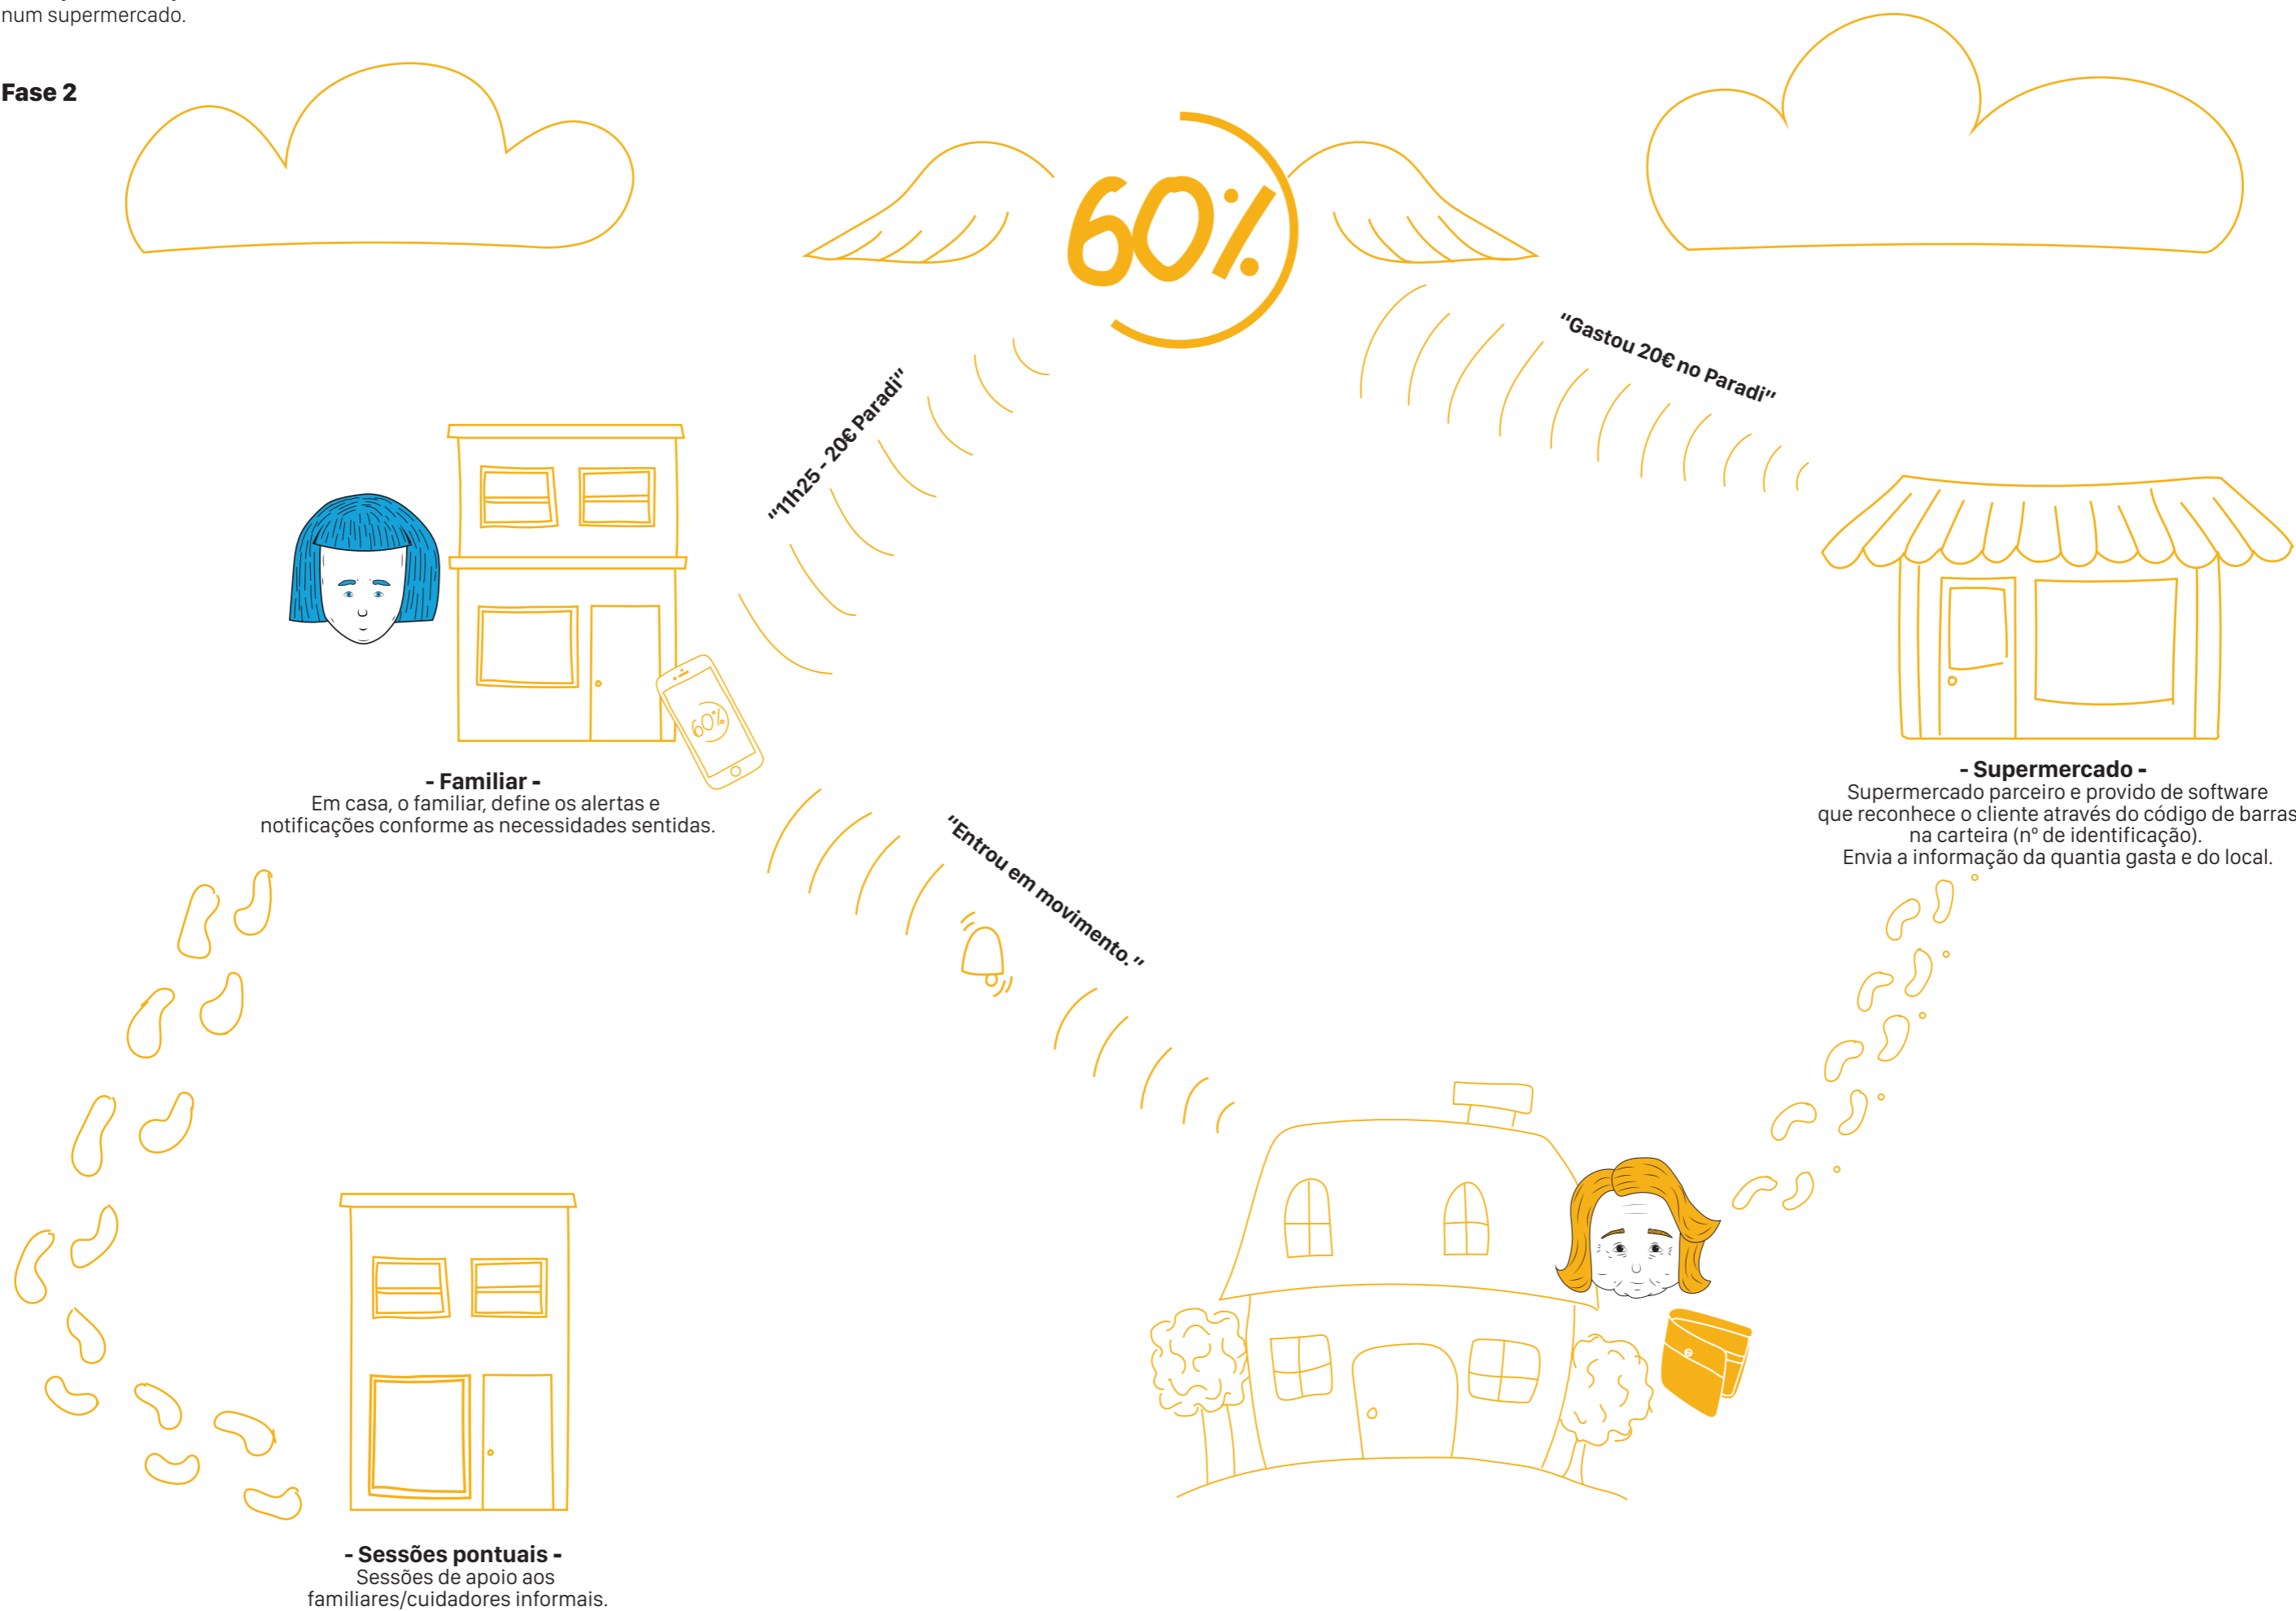 num supermercado.
Fase 2
60%
"Gastou 20€ no Paradi"
"11h25 - 20€ Paradi"
60%
- Familiar -
Em casa, o familiar, define os alertas e
notificações conforme as necessidades sentidas.
- Supermercado -
Supermercado parceiro e provido de software
que reconhece o cliente através do código de barras
na carteira (nº de identificação).
Envia a informação da quantia gasta e do local.
"Entrou em movimento."
- Sessões pontuais -
Sessões de apoio aos
familiares/cuidadores informais.